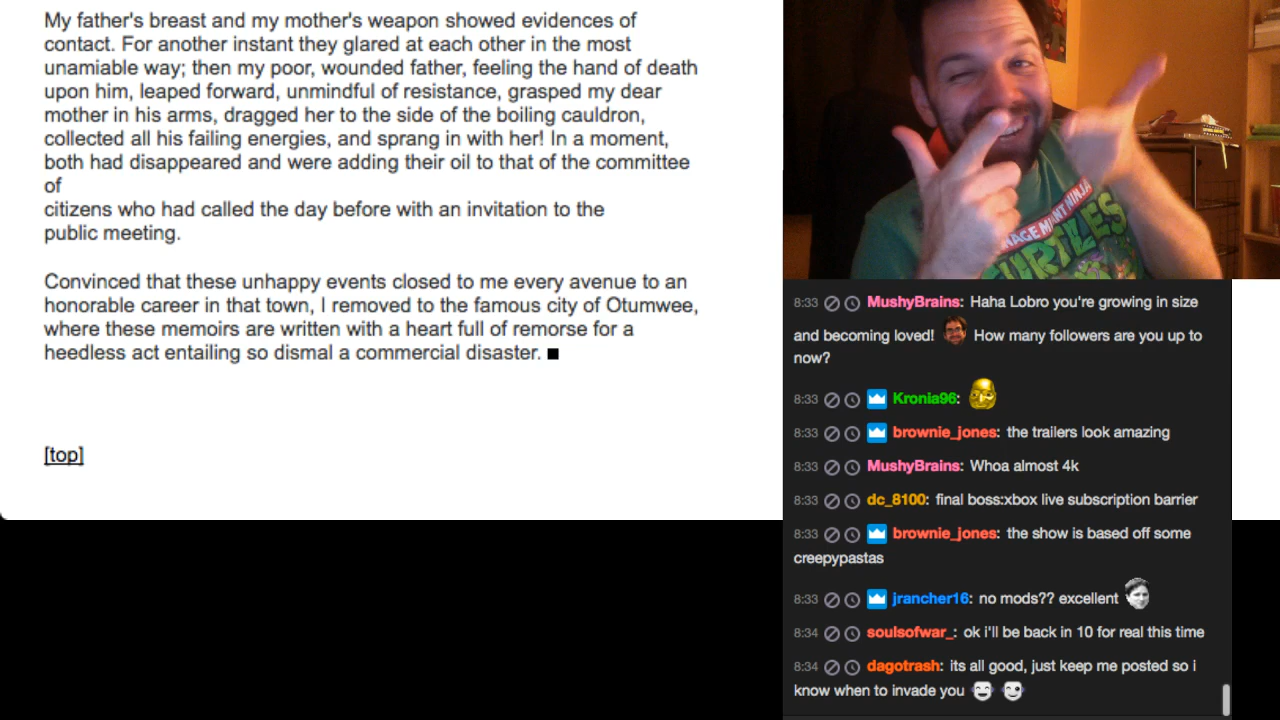 My father's breast and my mother's weapon showed evidences of
contact. For another instant they glared at each other in the most
unamiable way; then my poor, wounded father, feeling the hand of death
upon him, leaped forward, unmindful of resistance, grasped my dear
mother in his arms, dragged her to the side of the boiling cauldron,
collected all his failing energies, and sprang in with her! In a moment,
both had disappeared and were adding their oil to that of the committee
of
citizens who had called the day before with an invitation to the
public meeting.
Convinced that these unhappy events closed to me every avenue to an
honorable career in that town, I removed to the famous city of Otumwee,
where these memoirs are written with a heart full of remorse for a
heedless act entailing so dismal a commercial disaster. ■
[top]
NAGE MUTANT NINJA
TURTLES
8:33 MushyBrains: Haha Lobro you're growing in size
and becoming loved! How many followers are you up to
now?
8:33 Kronia96:
8:33 brownie_jones: the trailers look amazing
8:33 MushyBrains: Whoa almost 4k
8:33 dc_8100: final boss:xbox live subscription barrier
8:33 brownie_jones: the show is based off some
creepypastas
8:33 jrancher16: no mods?? excellent
8:34 soulsofwar_: ok i'll be back in 10 for real this time
8:34 dagotrash: its all good, just keep me posted so i
know when to invade you